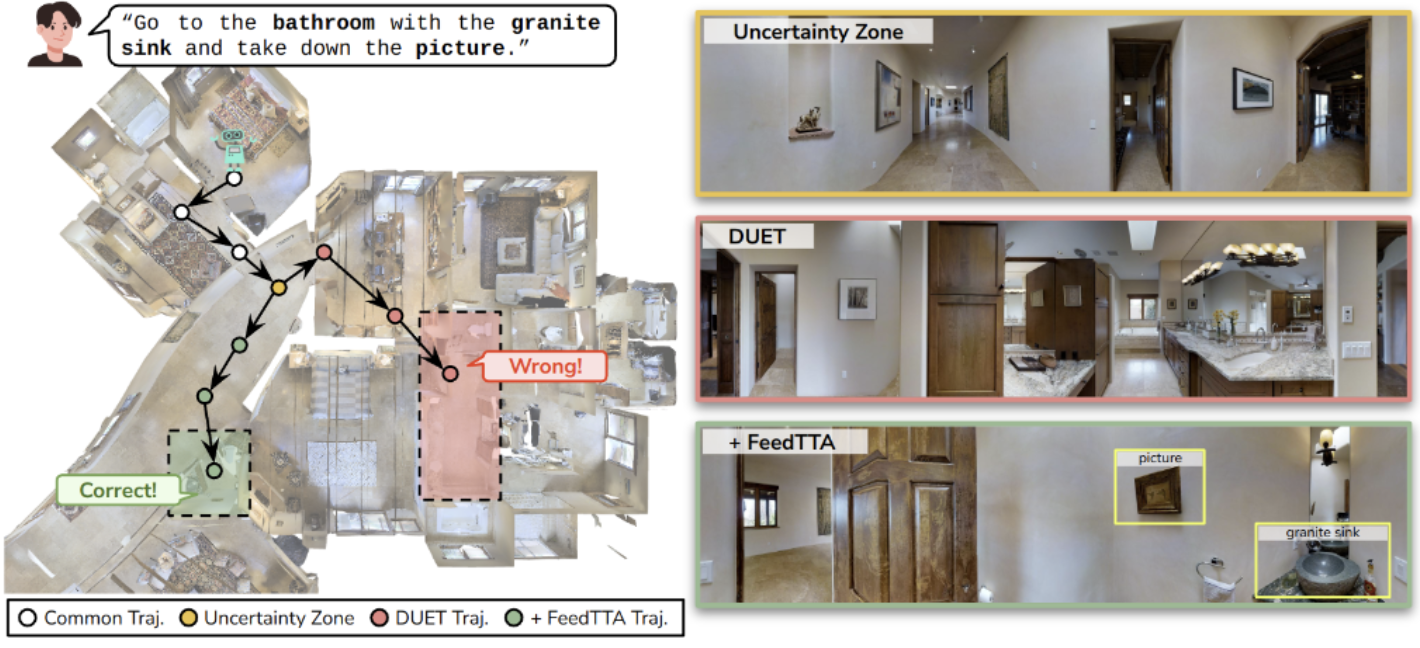 “Go to the bathroom with the granite
sink and take down the picture.”
Wrong!
Correct!
Common Traj.
Uncertainty Zone
DUET Traj.
+ FeedTTA Traj.
Uncertainty Zone
DUET
+ FeedTTA
picture
granite sink